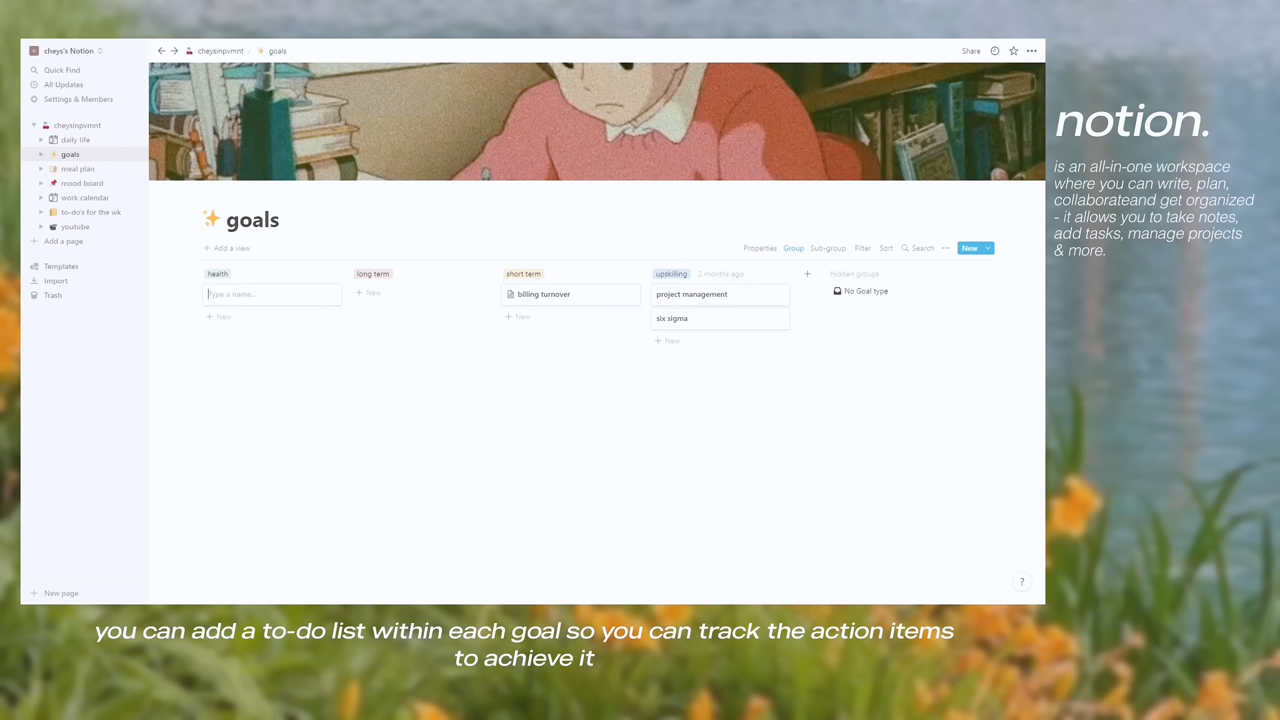 cheys's Notion
Quick Find
All Updates
Settings & Members
cheysinpvmnt
daily life
goals
meal plan
mood board
work calendar
to-do's for the wk
youtube
Add a page
Templates
Import
Trash
New page
cheysinpvmnt / goals
Share
goals
Add a view
Properties Group Sub-group Filter Sort Search New
health
Type a name...
New
long term
New
short term
billing turnover
New
upskilling 2 months ago
project management
six sigma
New
Hidden groups
No Goal type
?
notion.
is an all-in-one workspace
where you can write, plan,
collaborateand get organized
- it allows you to take notes,
add tasks, manage projects
& more.
you can add a to-do list within each goal so you can track the action items
to achieve it